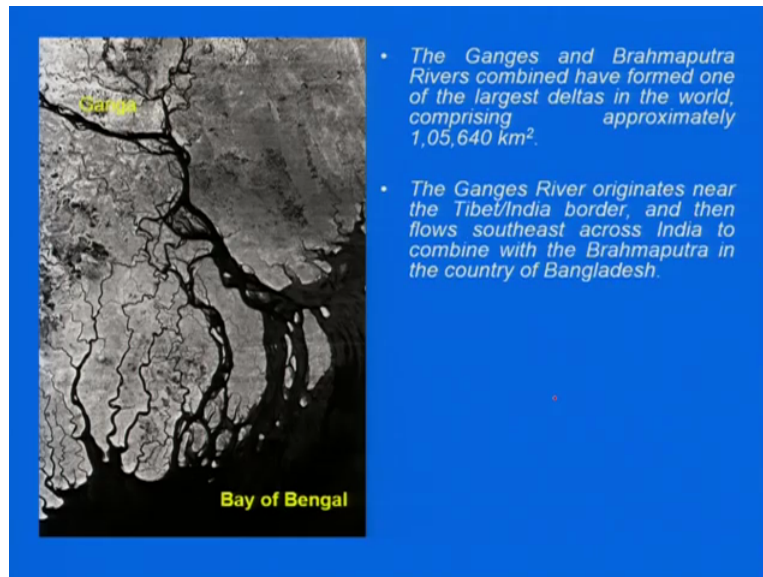 Ganga
Bay of Bengal
• The Ganges and Brahmaputra
Rivers combined have formed one
of the largest deltas in the world,
comprising approximately
1,05,640 km².
• The Ganges River originates near
the Tibet/India border, and then
flows southeast across India to
combine with the Brahmaputra in
the country of Bangladesh.